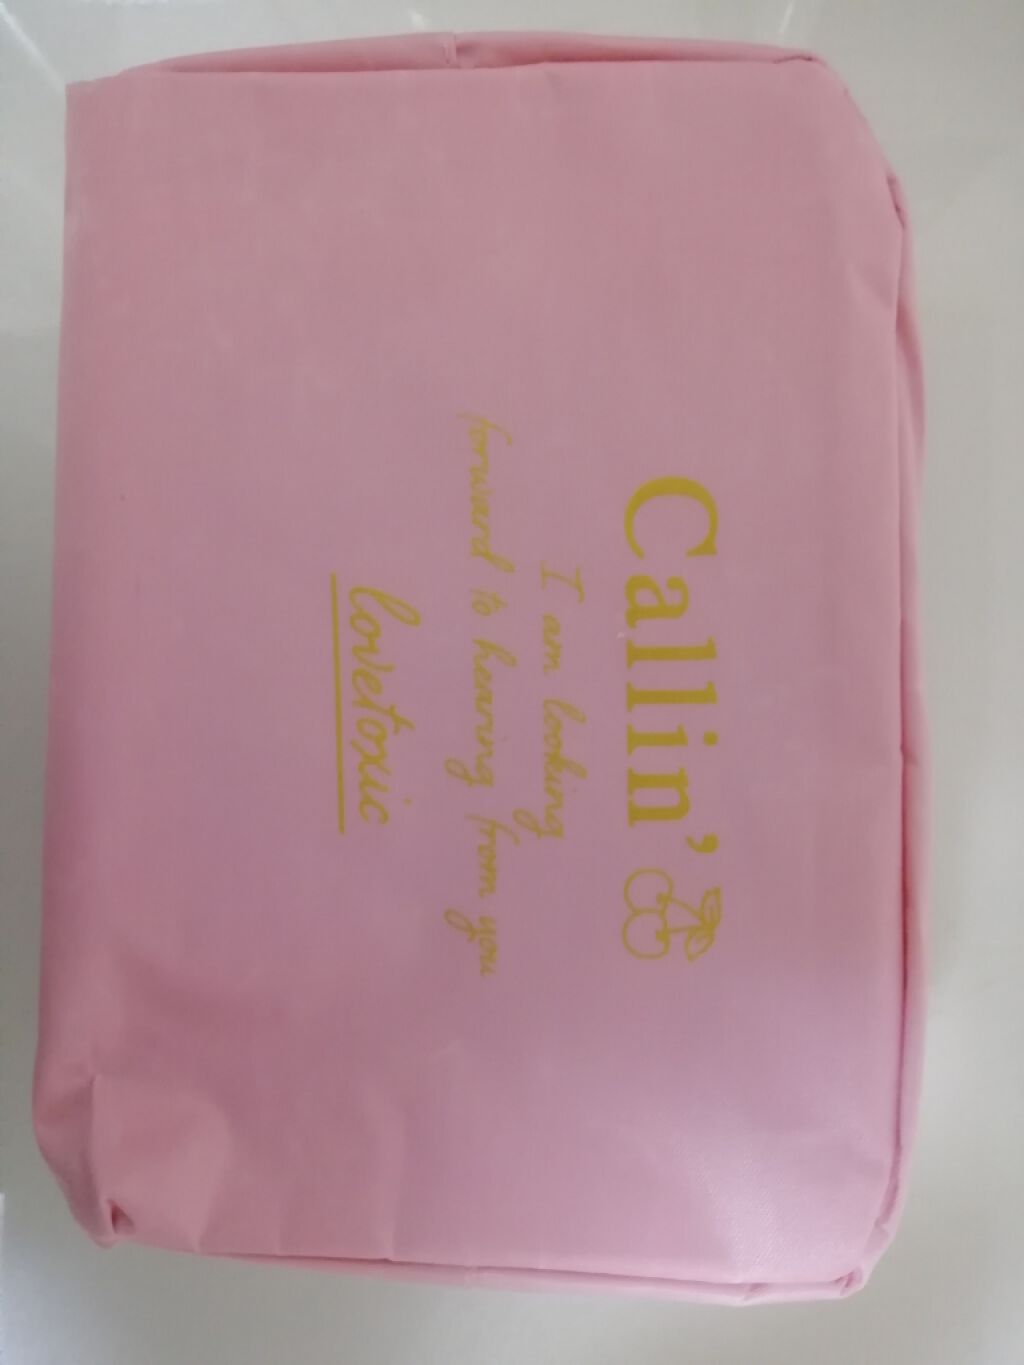 Callin'
I am looking
forward to hearing from you
lovetoxic